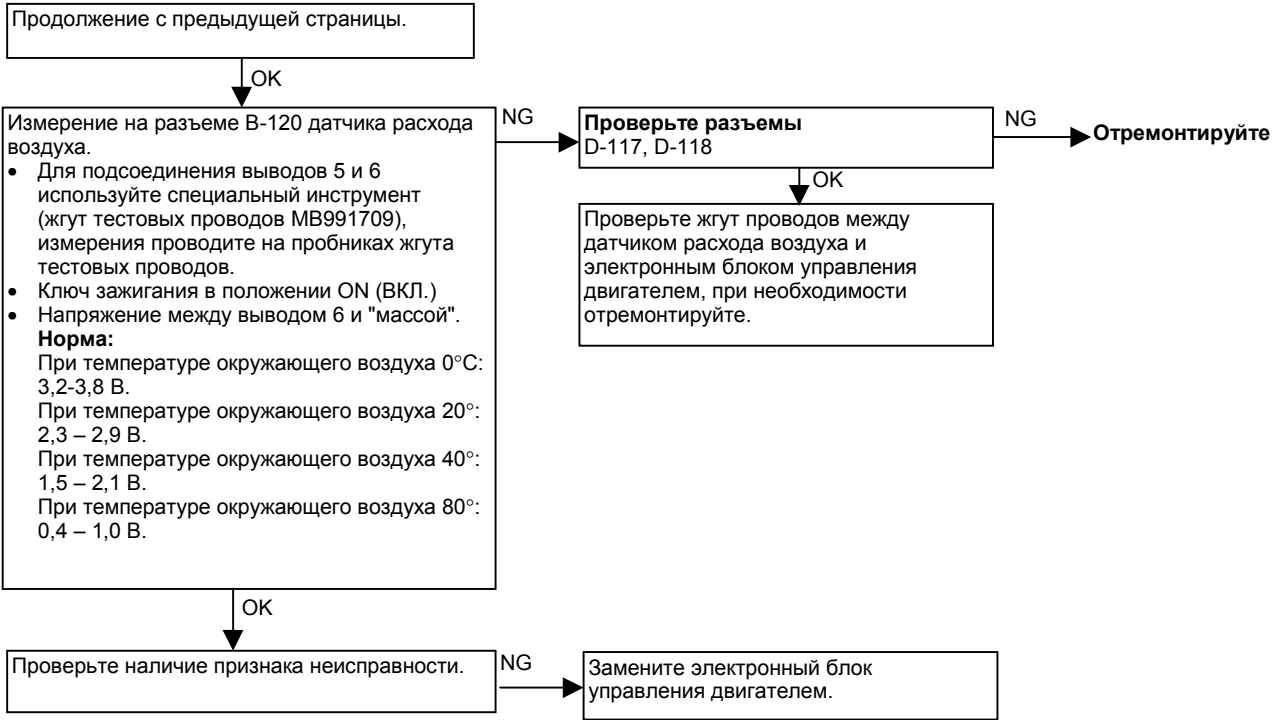 Продолжение с предыдущей страницы.
OK
Измерение на разъеме B-120 датчика расхода
воздуха.
• Для подсоединения выводов 5 и 6
используйте специальный инструмент
(жгут тестовых проводов MB991709),
измерения проводите на пробниках жгута
тестовых проводов.
• Ключ зажигания в положении ON (ВКЛ.)
• Напряжение между выводом 6 и "массой".
Норма:
При температуре окружающего воздуха 0°C:
3,2-3,8 В.
При температуре окружающего воздуха 20°:
2,3 – 2,9 В.
При температуре окружающего воздуха 40°:
1,5 – 2,1 В.
При температуре окружающего воздуха 80°:
0,4 – 1,0 В.
NG
Проверьте разъемы
D-117, D-118
NG
Отремонтируйте
OK
Проверьте жгут проводов между
датчиком расхода воздуха и
электронным блоком управления
двигателем, при необходимости
отремонтируйте.
OK
Проверьте наличие признака неисправности.
NG
Замените электронный блок
управления двигателем.